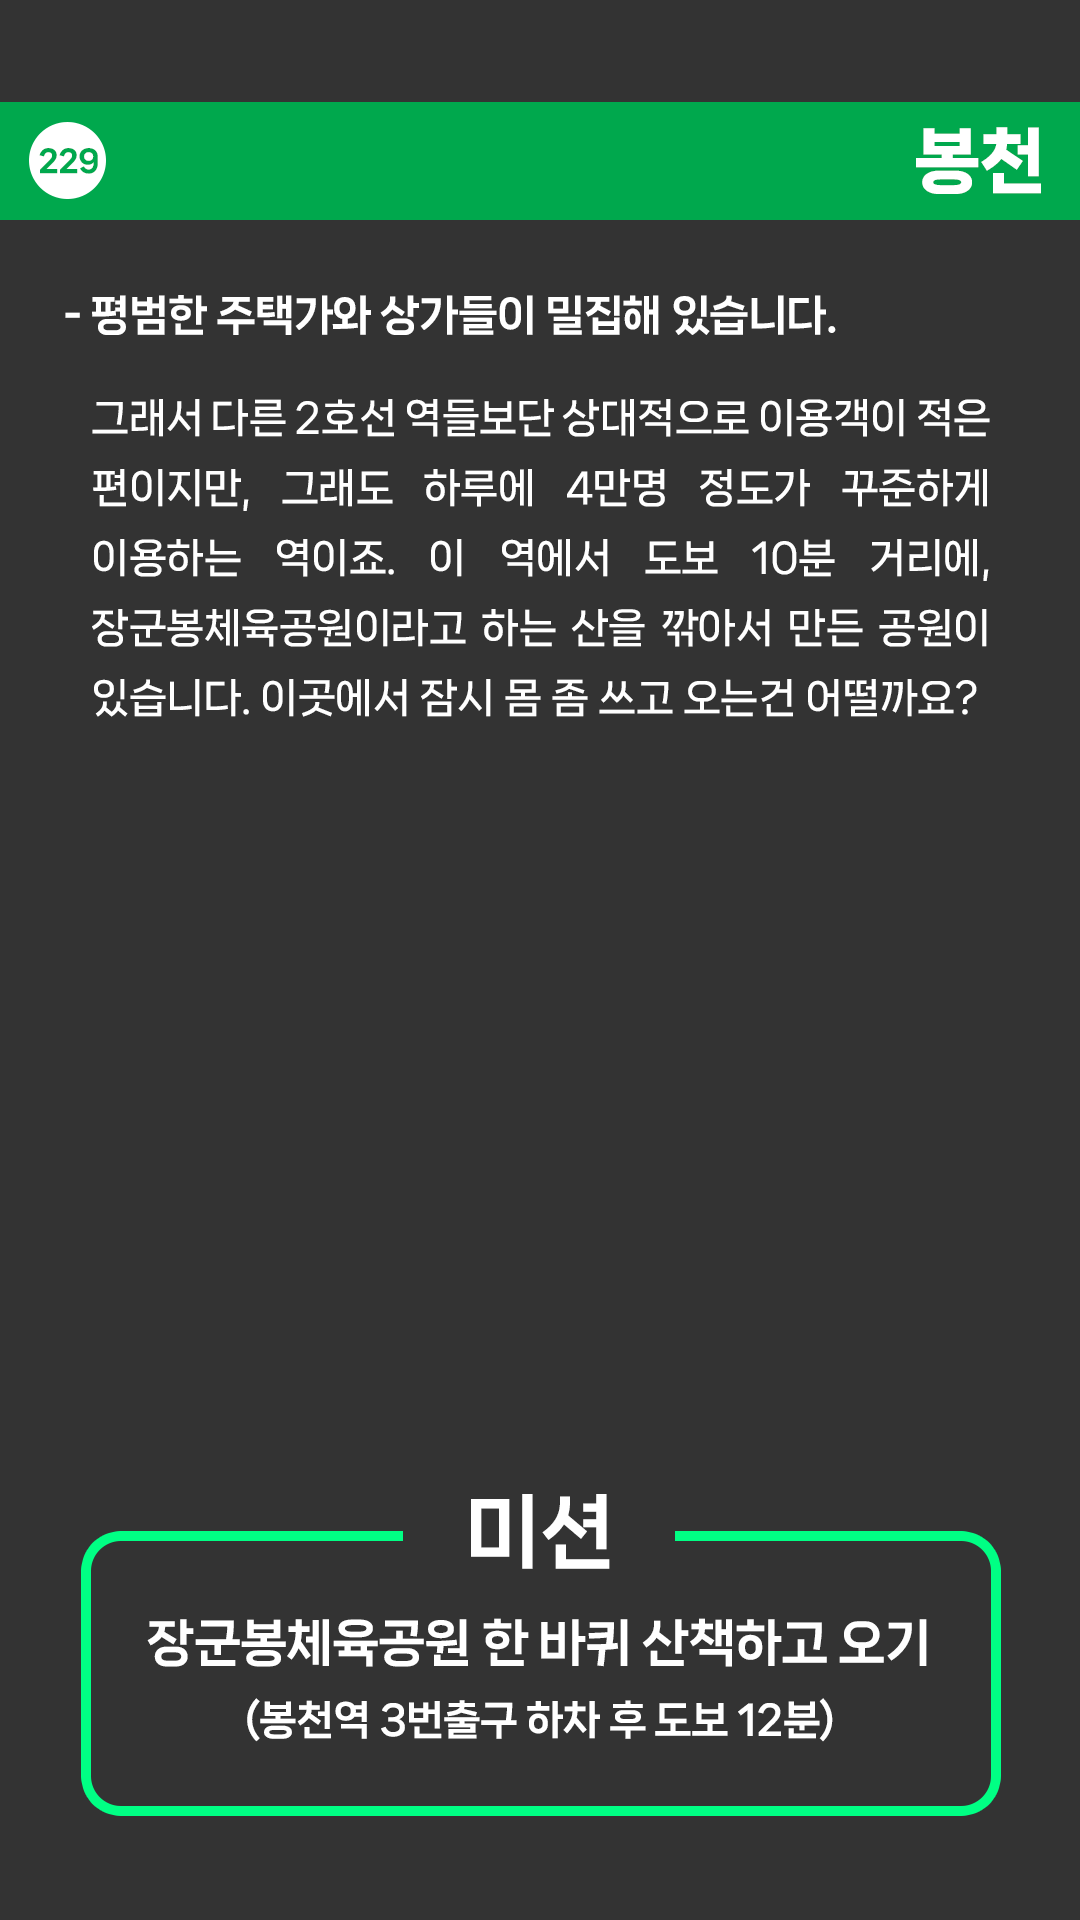 229
봉천
- 평범한 주택가와 상가들이 밀집해 있습니다.
그래서 다른 2호선 역들보단 상대적으로 이용객이 적은
편이지만, 그래도 하루에 4만명 정도가 꾸준하게
이용하는 역이죠. 이 역에서 도보 10분 거리에,
장군봉체육공원이라고 하는 산을 깎아서 만든 공원이
있습니다. 이곳에서 잠시 몸 좀 쓰고 오는건 어떨까요?
미션
장군봉체육공원 한 바퀴 산책하고 오기
(봉천역 3번출구 하차 후 도보 12분)